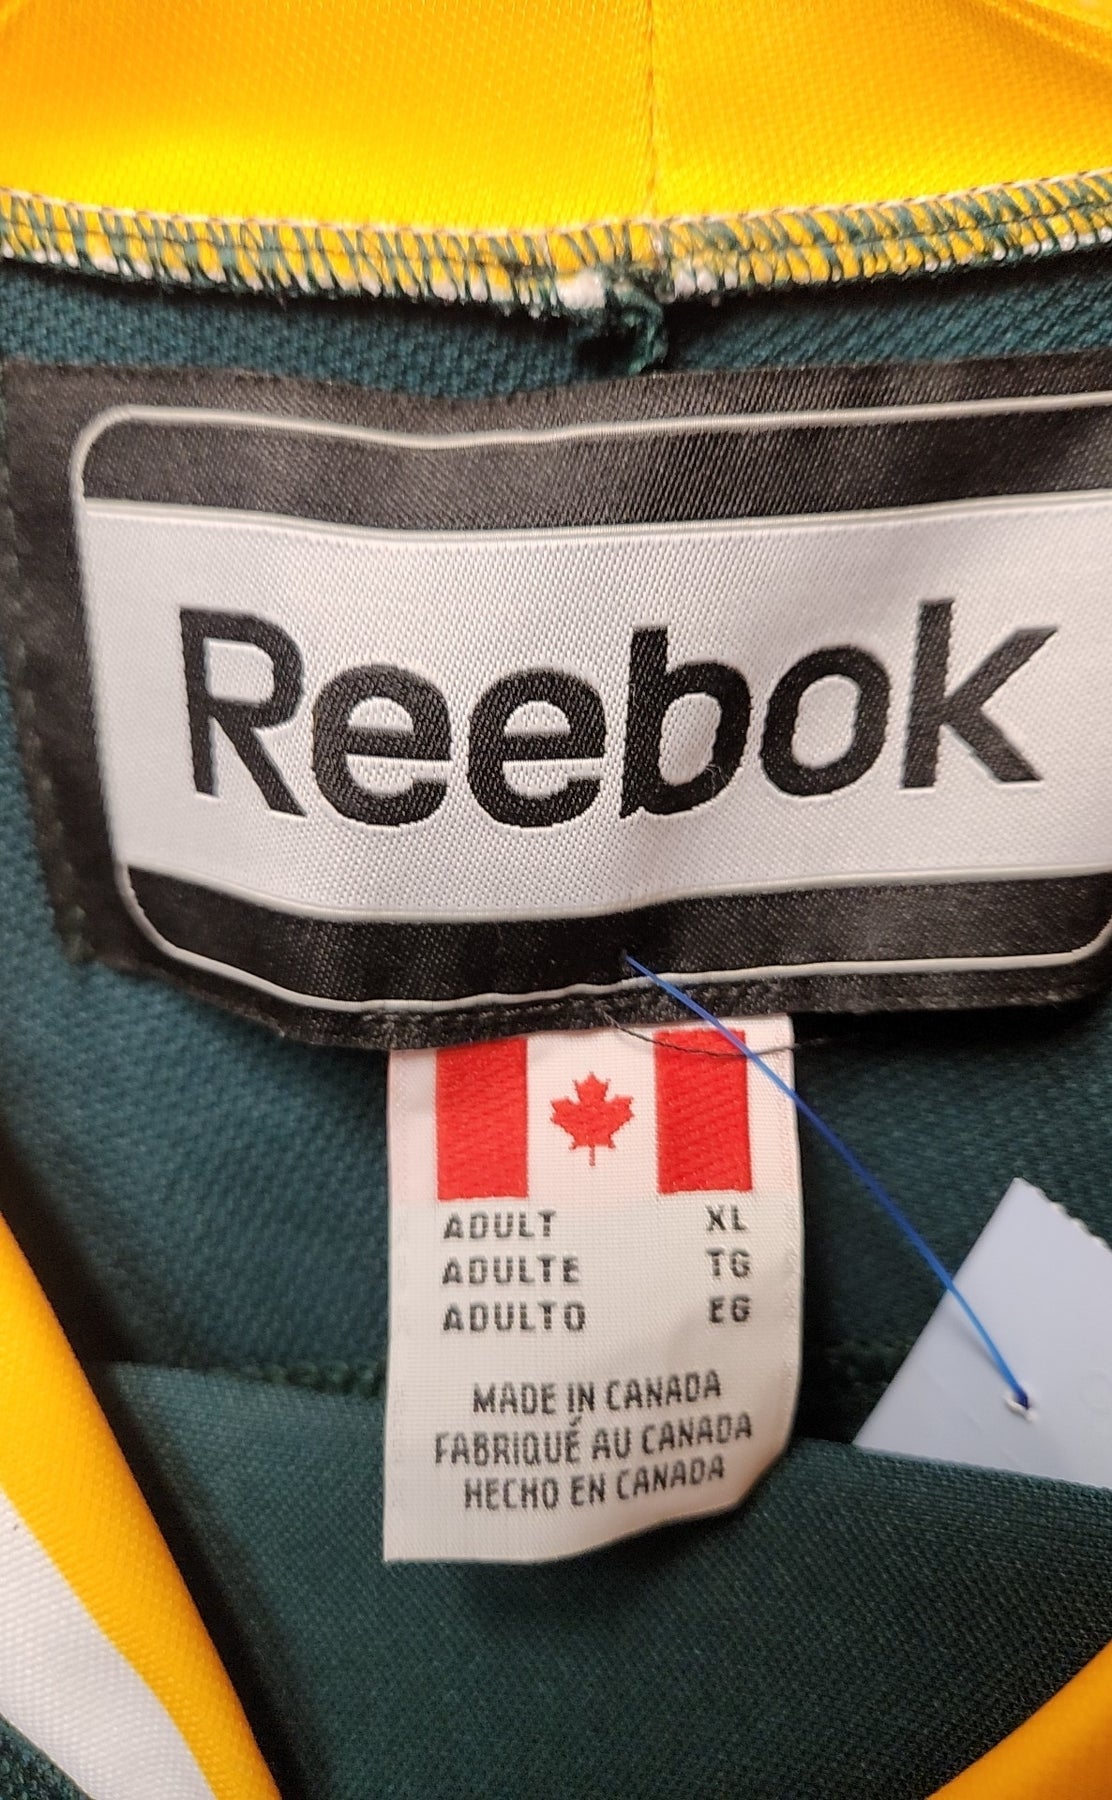 Reebok
ADULT XL
ADULTE TG
ADULTO EG
MADE IN CANADA
FABRIQUÉ AU CANADA
HECHO EN CANADA